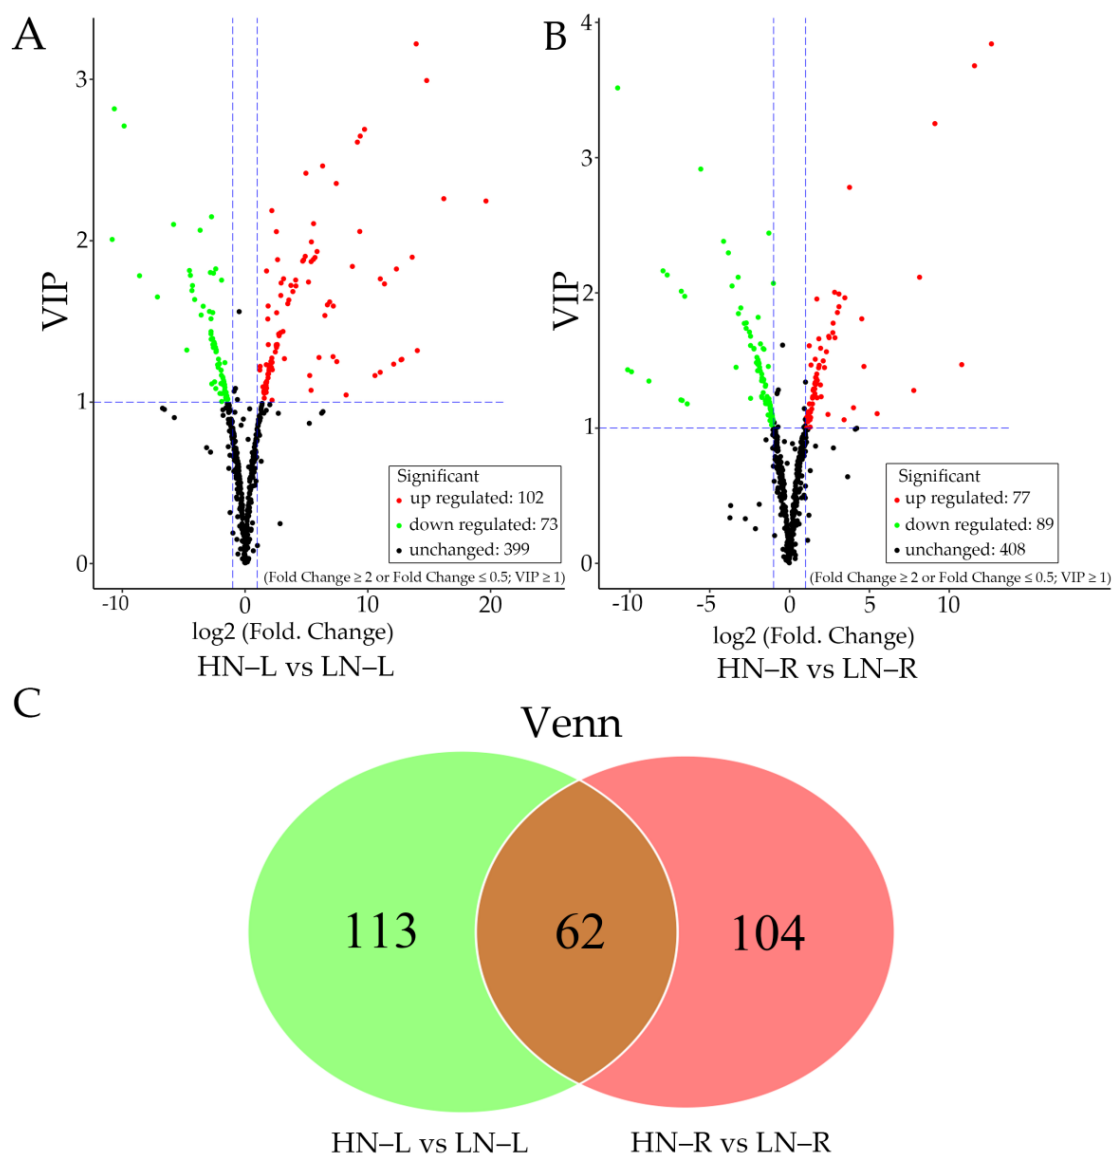 A
VIP
3
2
1
0
-10
0
10
20
Significant
up regulated: 102
down regulated: 73
unchanged: 399
(Fold Change ≥ 2 or Fold Change ≤ 0.5; VIP ≥ 1)
log2 (Fold. Change)
HN–L vs LN–L
B
VIP
4
3
2
1
0
-10
-5
0
5
10
Significant
up regulated: 77
down regulated: 89
unchanged: 408
(Fold Change ≥ 2 or Fold Change ≤ 0.5; VIP ≥ 1)
log2 (Fold. Change)
HN–R vs LN–R
C
Venn
113
62
104
HN–L vs LN–L
HN–R vs LN–R